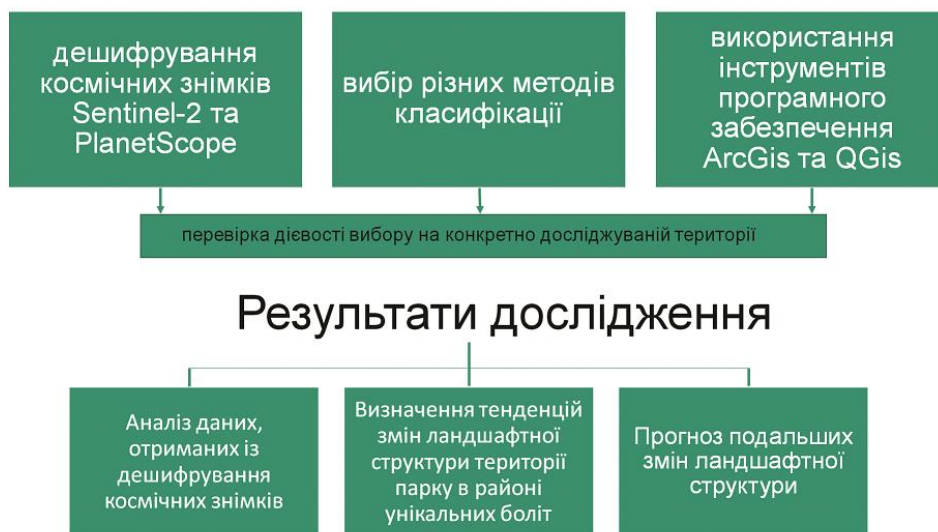 дешифрування
космічних знімків
Sentinel-2 та
PlanetScope
вибір різних методів
класифікації
використання
інструментів
програмного
забезпечення
ArcGis та QGis
перевірка дієвості вибору на конкретно досліджуваній території
Результати дослідження
Аналіз даних,
отриманих із
дешифрування
космічних знімків
Визначення тенденцій
змін ландшафтної
структури території
парку в районі
унікальних боліт
Прогноз подальших
змін ландшафтної
структури